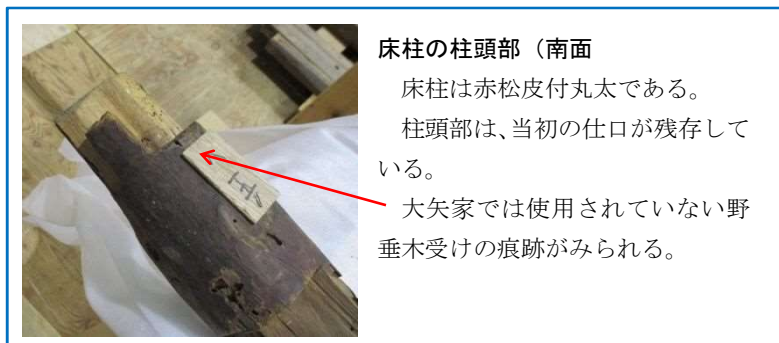 床柱の柱頭部（南面
床柱は赤松皮付丸太である。
柱頭部は、当初の仕口が残存して
いる。
大矢家では使用されていない野
垂木受けの痕跡がみられる。